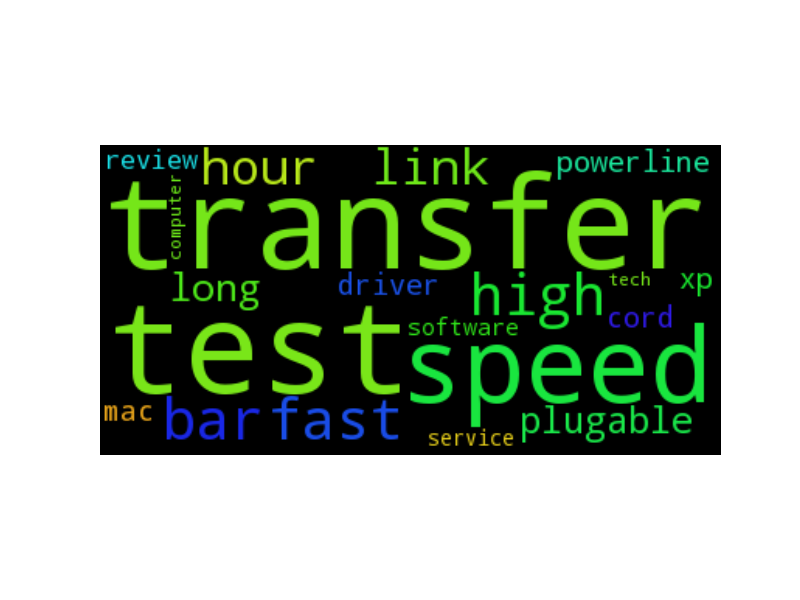 review hour link powerline
computer
transfer
long driver high tech xp
cord
test software speed
mac bar fast service plugable